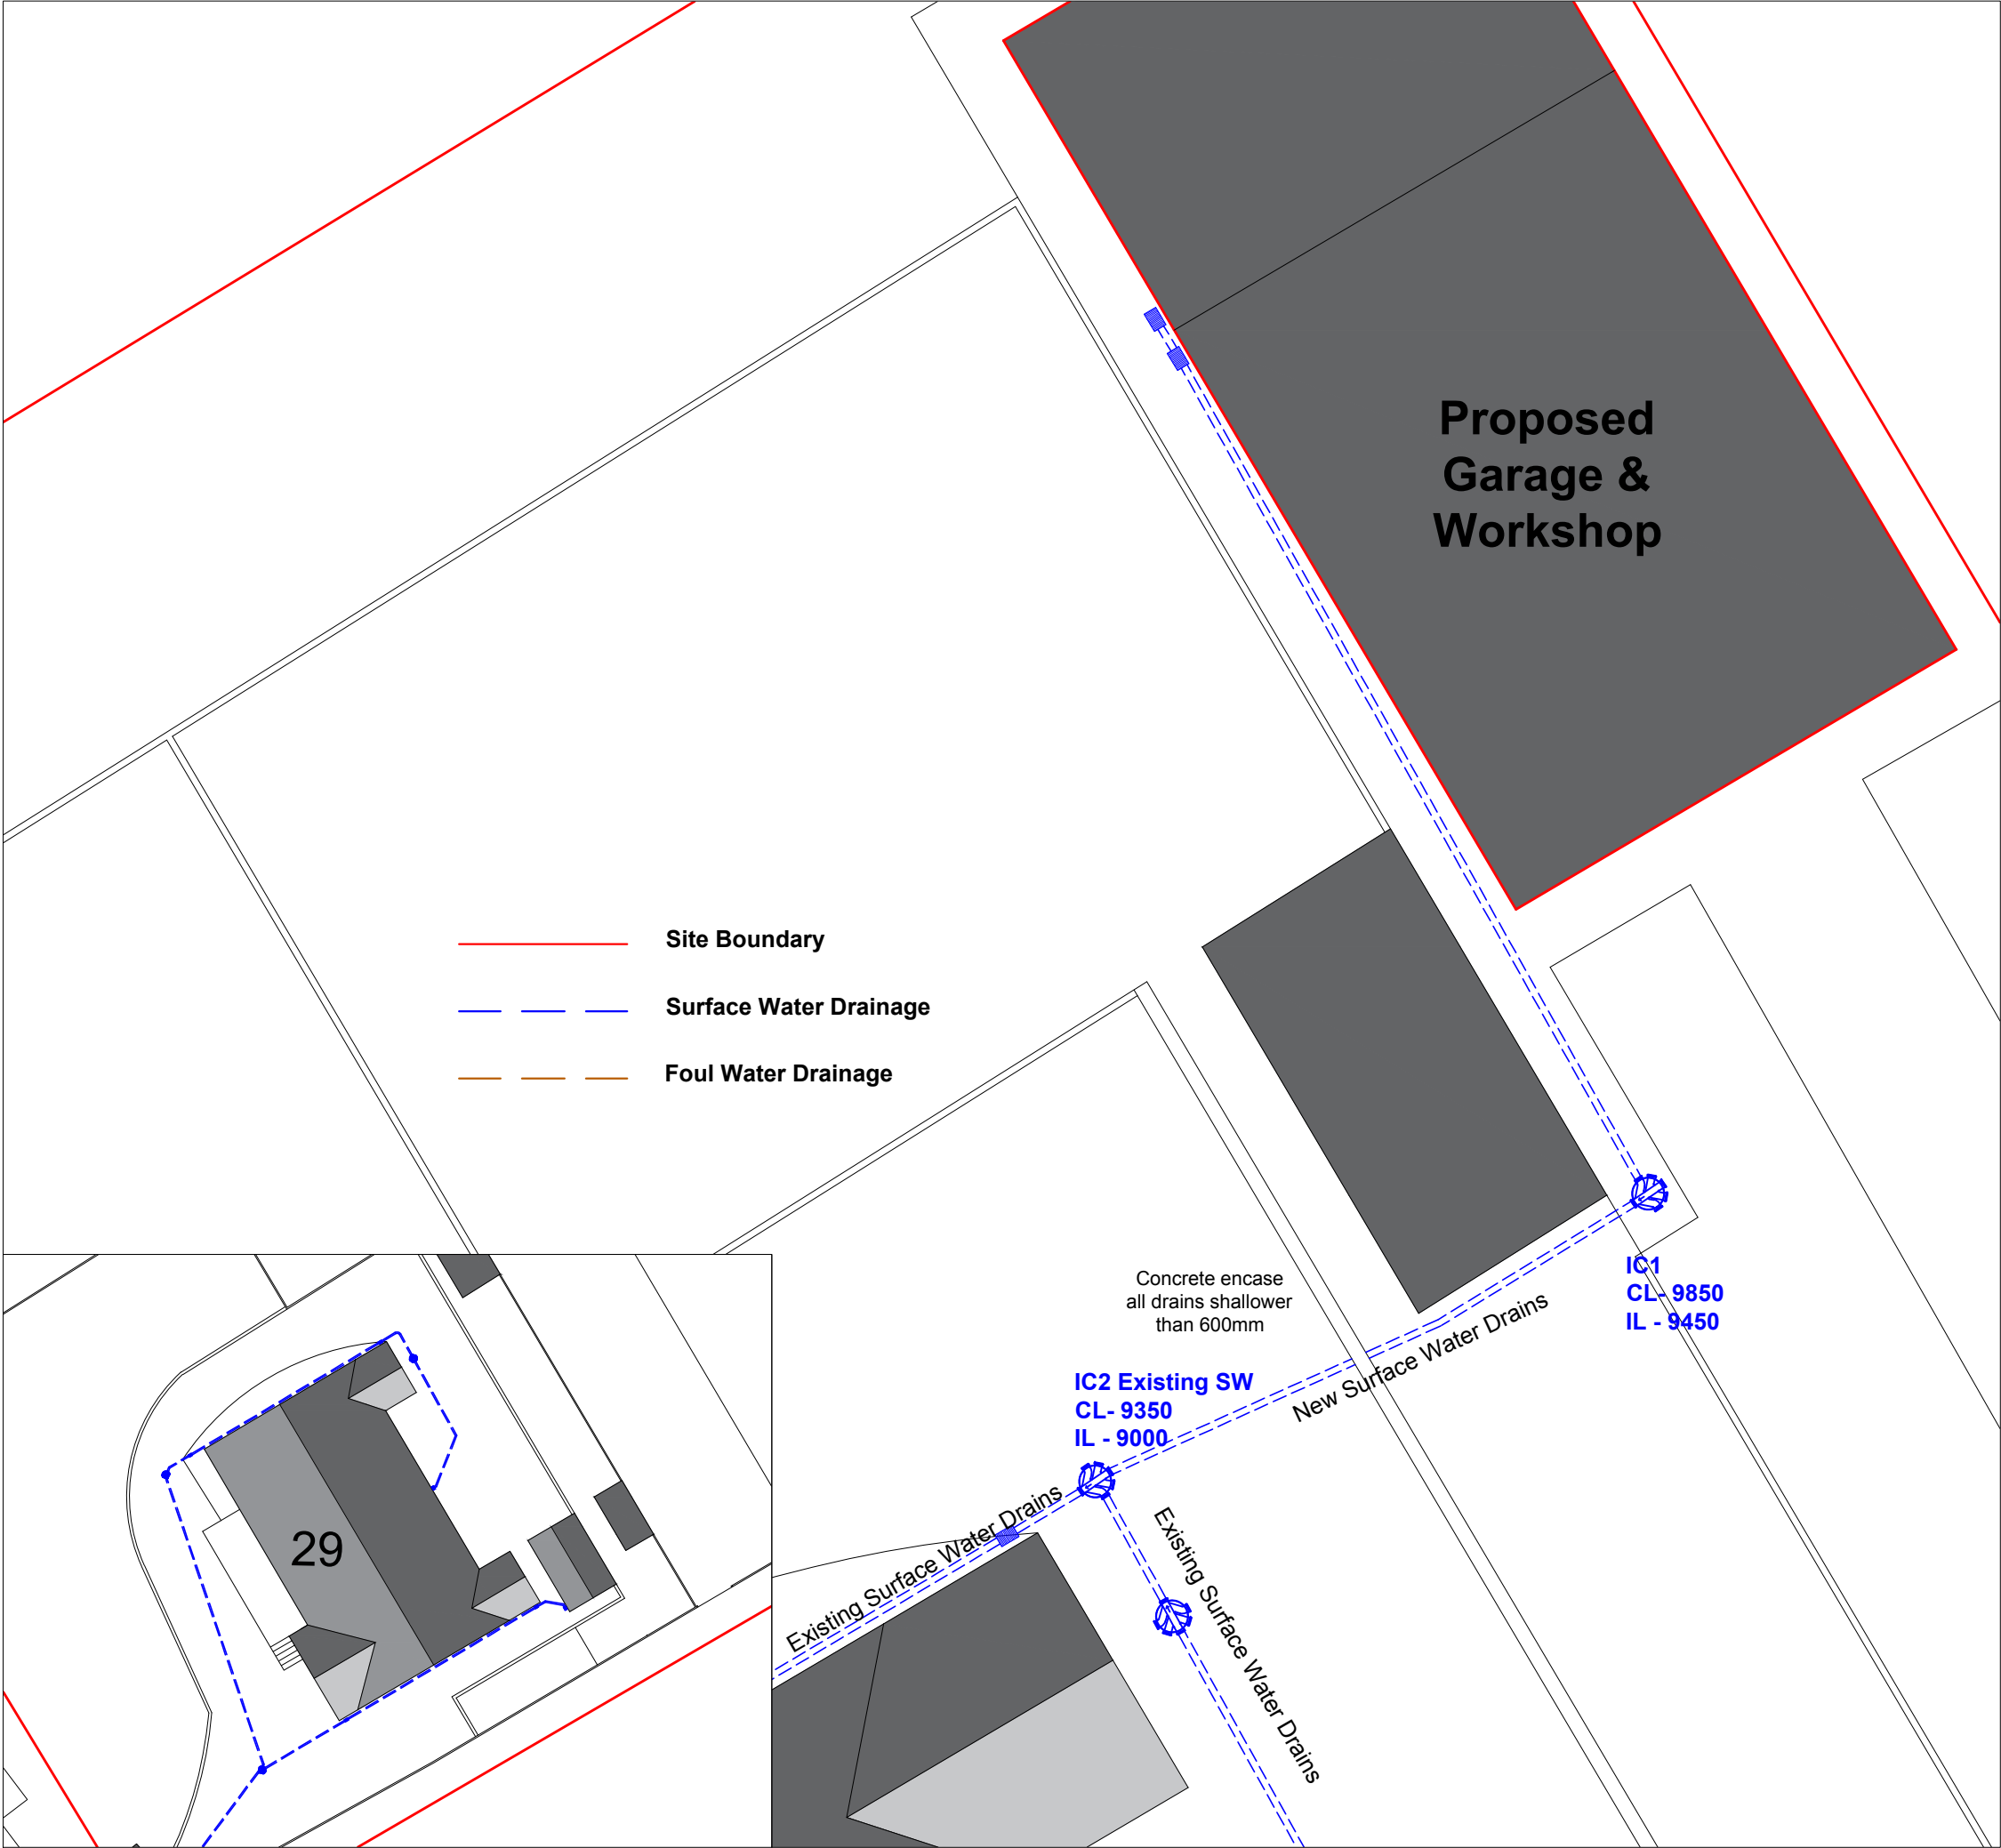 Proposed
Garage &
Workshop
Site Boundary
Surface Water Drainage
Foul Water Drainage
Concrete encase
all drains shallower
than 600mm
IC1
CL- 9850
IL - 9450
New Surface Water Drains
IC2 Existing SW
CL- 9350
IL - 9000
Existing Surface Water Drains
Existing Surface Water Drains
29